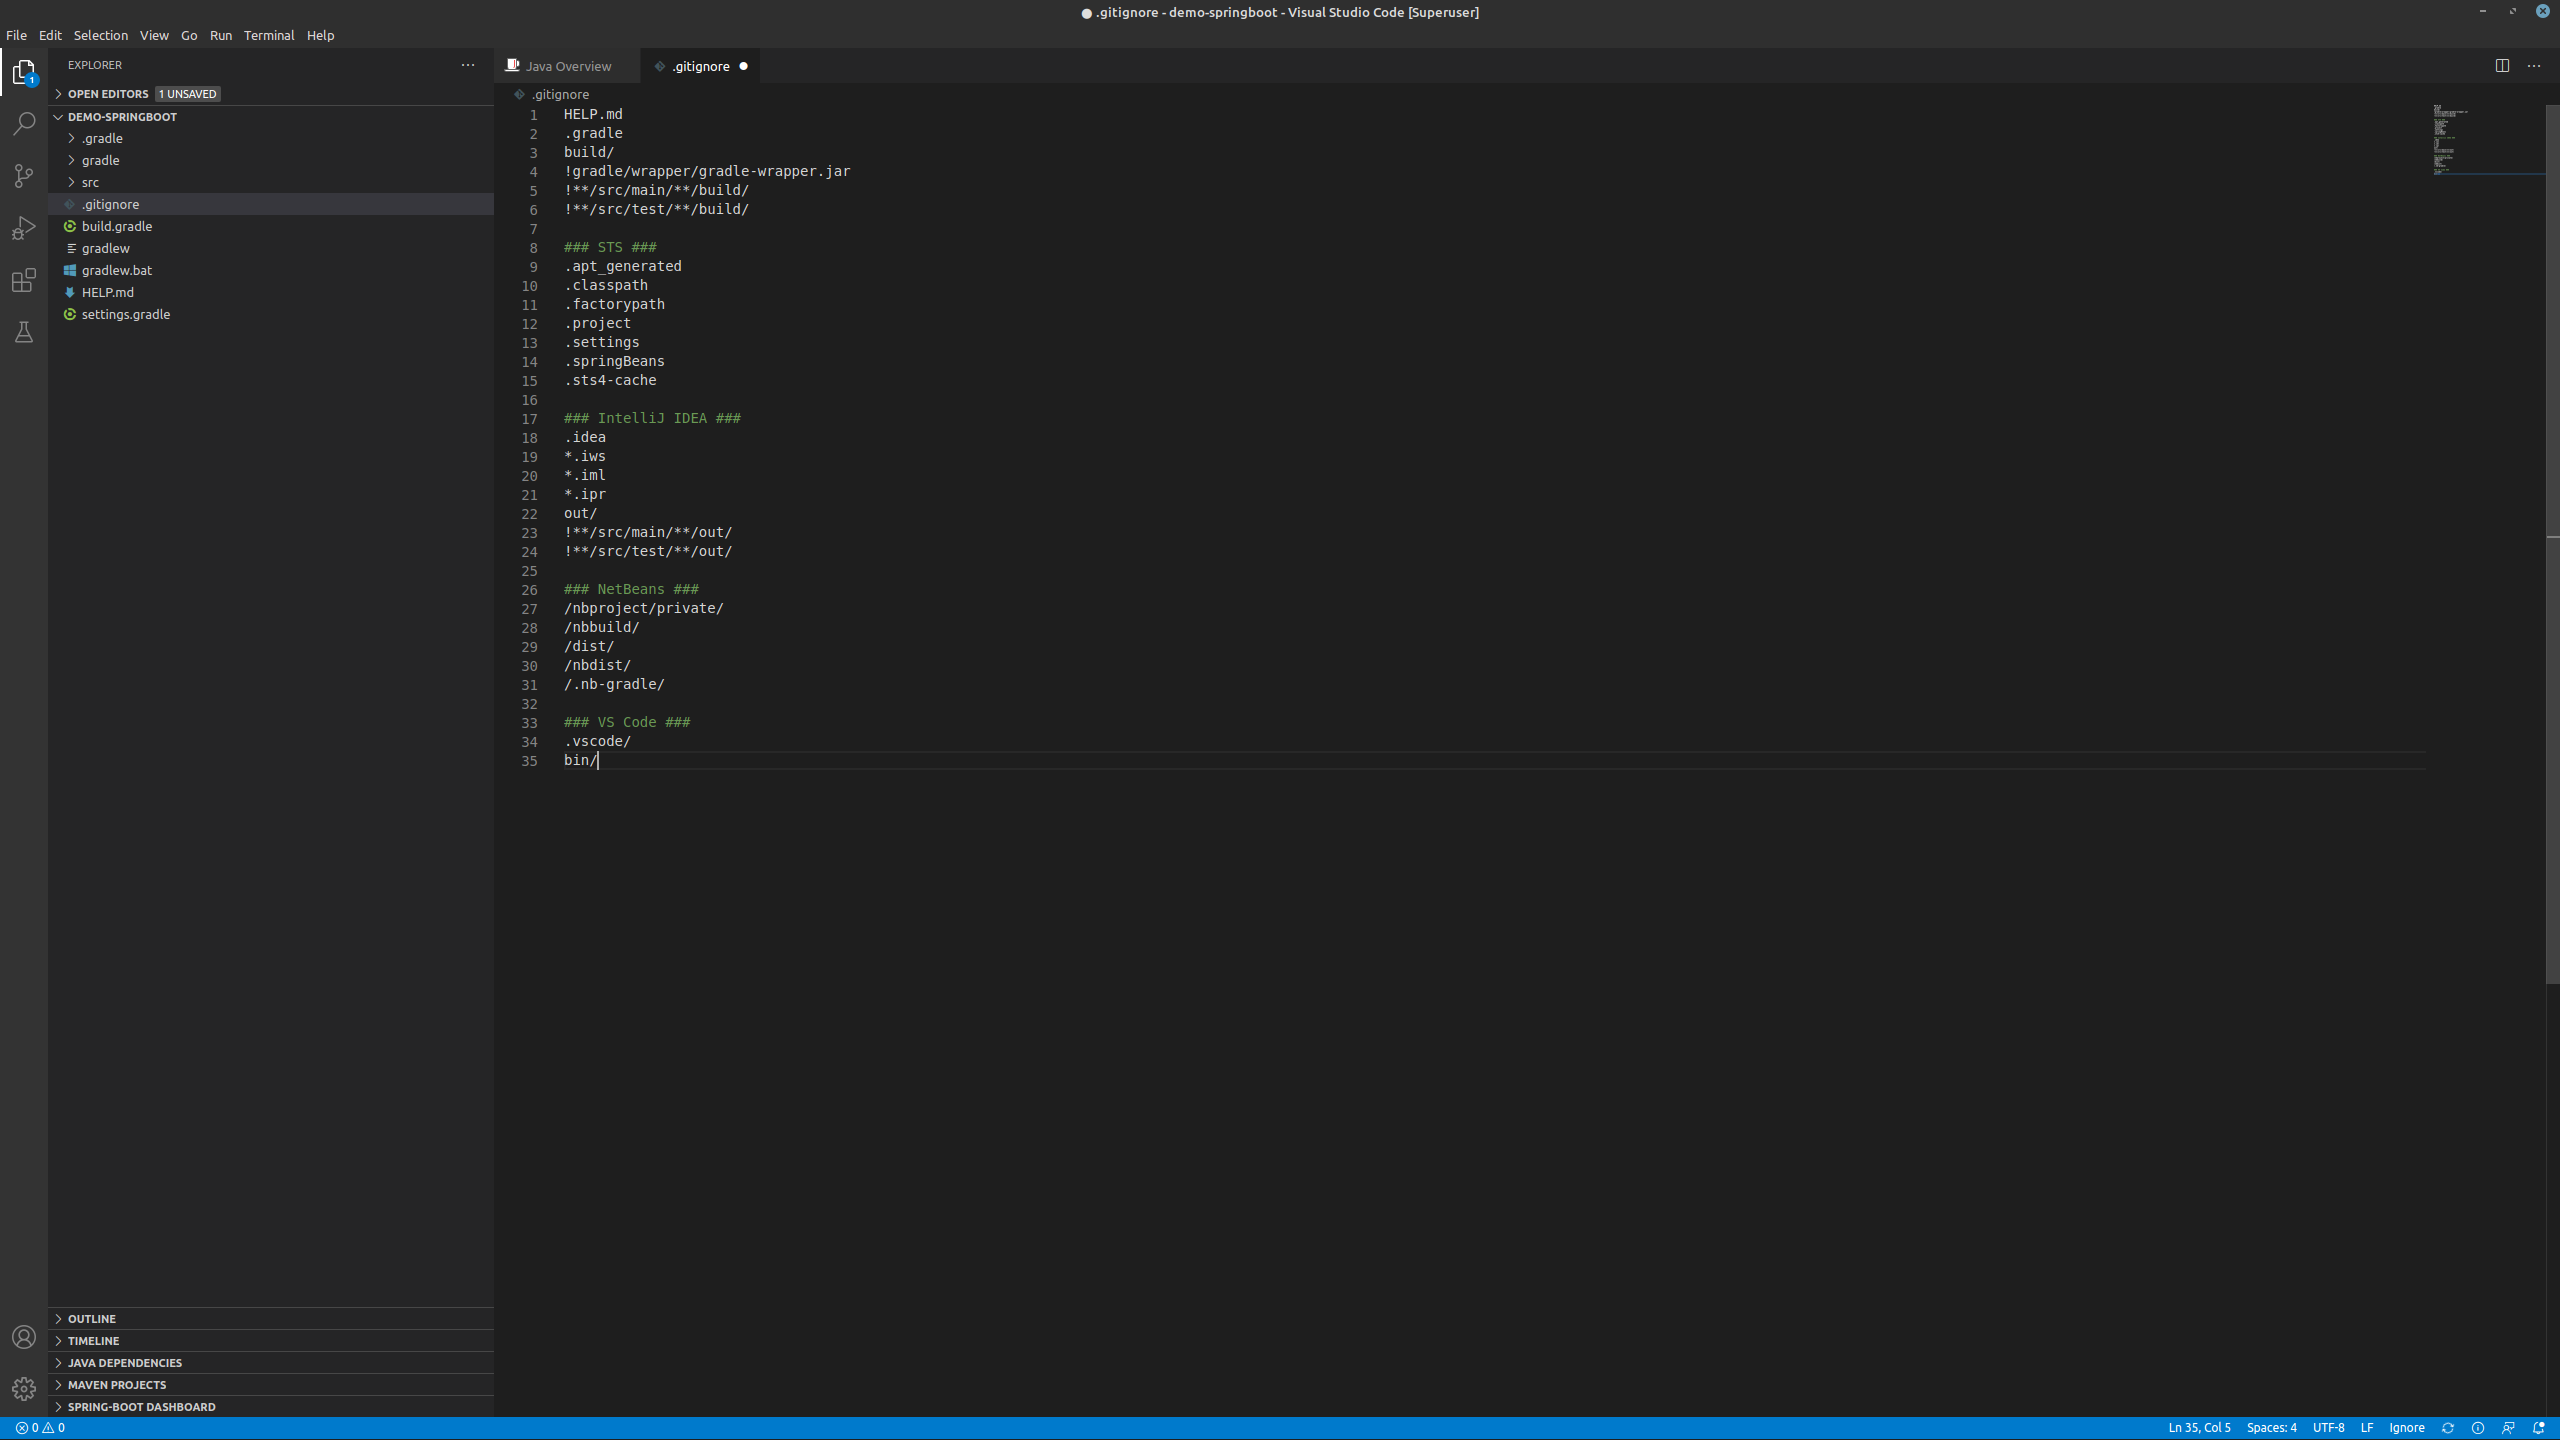 ● .gitignore - demo-springboot - Visual Studio Code [Superuser]
File Edit Selection View Go Run Terminal Help
EXPLORER
1
OPEN EDITORS 1 UNSAVED
DEMO-SPRINGBOOT
.gradle
gradle
src
.gitignore
build.gradle
gradlew
gradlew.bat
HELP.md
settings.gradle
OUTLINE
TIMELINE
JAVA DEPENDENCIES
MAVEN PROJECTS
SPRING-BOOT DASHBOARD
Java Overview .gitignore
.gitignore
1 HELP.md
2 .gradle
3 build/
4 !gradle/wrapper/gradle-wrapper.jar
5 !**/src/main/**/build/
6 !**/src/test/**/build/
7
8 ### STS ###
9 .apt_generated
10 .classpath
11 .factorypath
12 .project
13 .settings
14 .springBeans
15 .sts4-cache
16
17 ### IntelliJ IDEA ###
18 .idea
19 *.iws
20 *.iml
21 *.ipr
22 out/
23 !**/src/main/**/out/
24 !**/src/test/**/out/
25
26 ### NetBeans ###
27 /nbproject/private/
28 /nbbuild/
29 /dist/
30 /nbdist/
31 /.nb-gradle/
32
33 ### VS Code ###
34 .vscode/
35 bin/
0 0 Ln 35, Col 5 Spaces: 4 UTF-8 LF Ignore